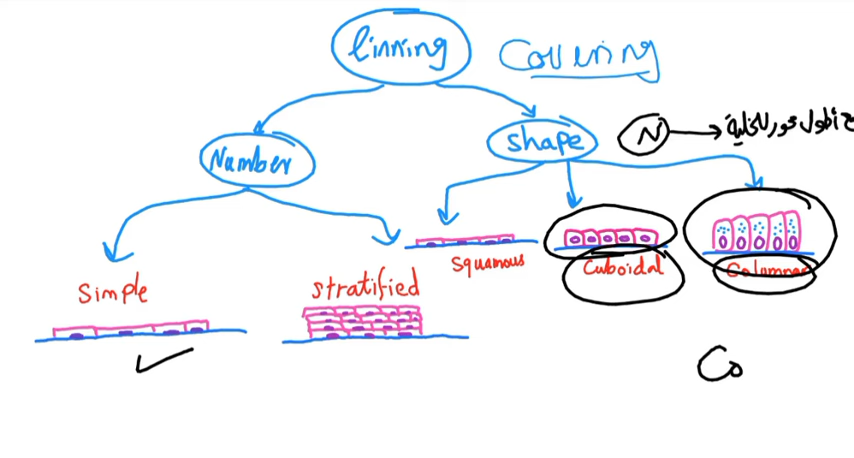 linning Covering
Number
shape
N
أطول محور للخلية
Simple
stratified
Squamous
Cuboidal
Columnar
Co